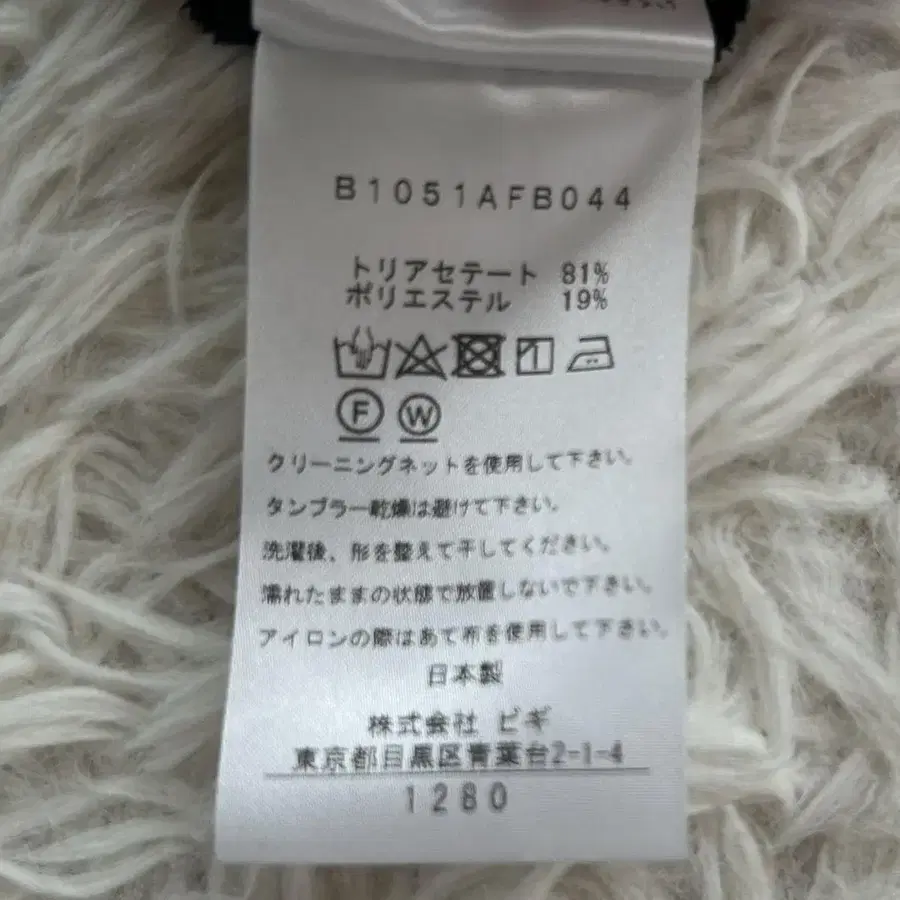 B1051AFB044
トリアセテート 81%
ポリエステル 19%
F W
クリーニングネットを使用して下さい。
タンブラー乾燥は避けて下さい。
洗濯後、形を整えて干してください。
濡れたままの状態で放置しないで下さい。
アイロンの際はあて布を使用して下さい。
日本製
株式会社 ビギ
東京都目黒区青葉台2-1-4
1280